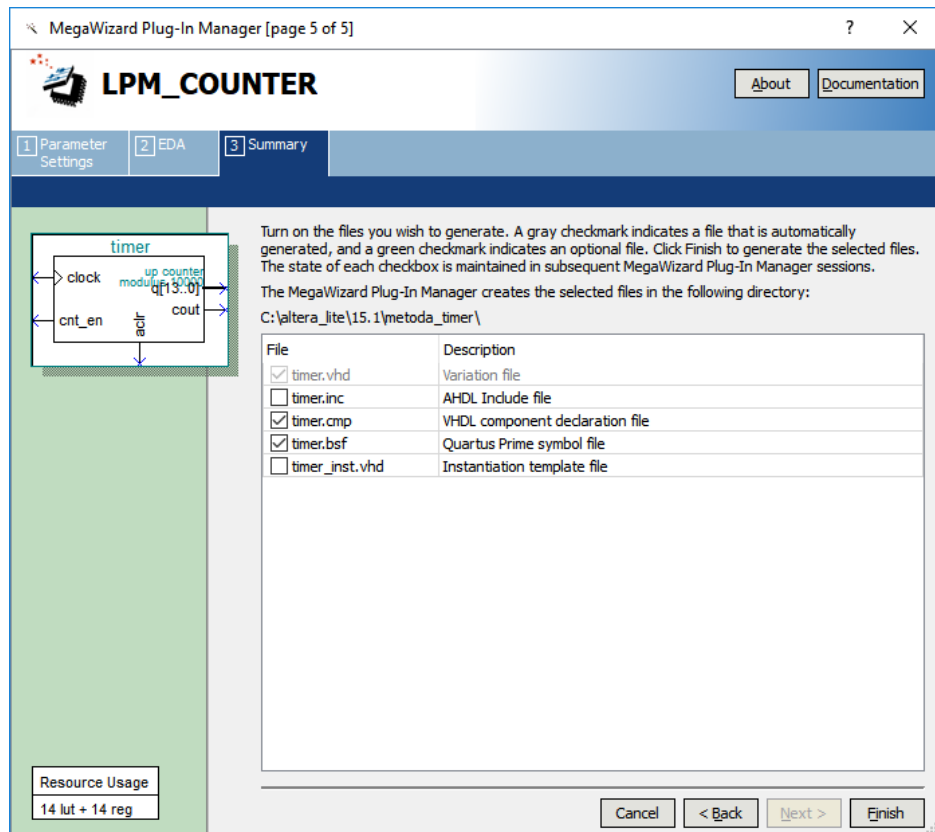 MegaWizard Plug-In Manager [page 5 of 5]
? X
LPM_COUNTER
About Documentation
1 Parameter Settings 2 EDA 3 Summary
timer
clock
up counter
modulus 10000
q[13..0]
cnt_en
aclr
cout
Turn on the files you wish to generate. A gray checkmark indicates a file that is automatically
generated, and a green checkmark indicates an optional file. Click Finish to generate the selected files.
The state of each checkbox is maintained in subsequent MegaWizard Plug-In Manager sessions.
The MegaWizard Plug-In Manager creates the selected files in the following directory:
C:\altera_lite\15.1\metoda_timer\
File Description
timer.vhd Variation file
timer.inc AHDL Include file
timer.cmp VHDL component declaration file
timer.bsf Quartus Prime symbol file
timer_inst.vhd Instantiation template file
Resource Usage
14 lut + 14 reg
Cancel < Back Next > Finish